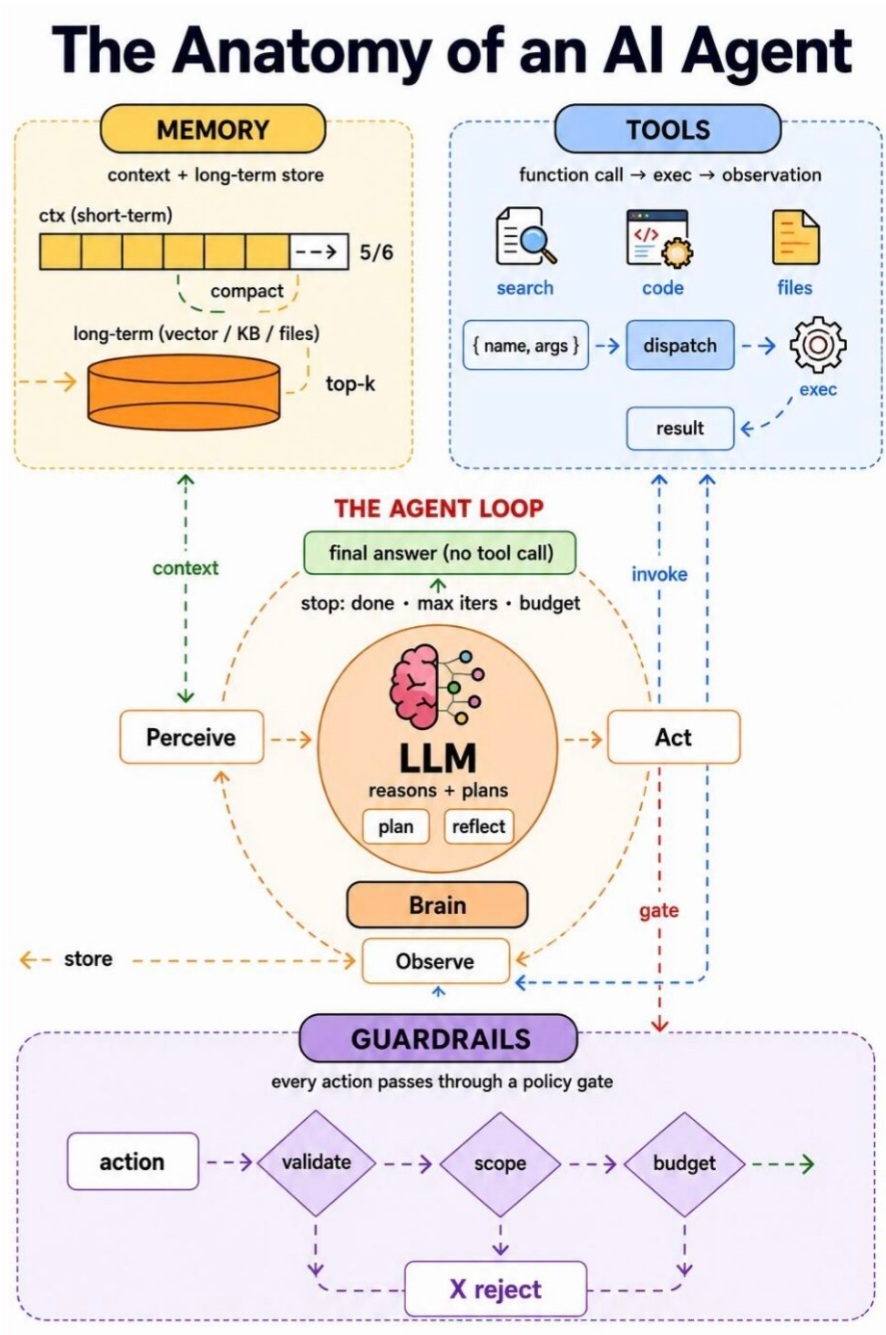 The Anatomy of an AI Agent
MEMORY
context + long-term store
ctx (short-term)
5/6
compact
long-term (vector / KB / files)
top-k
TOOLS
function call → exec → observation
</>
search
code
files
{ name, args }
dispatch
exec
result
THE AGENT LOOP
final answer (no tool call)
stop: done · max iters · budget
context
invoke
Perceive
LLM
reasons + plans
plan
reflect
Act
Brain
gate
store
Observe
GUARDRAILS
every action passes through a policy gate
action
validate
scope
budget
X reject